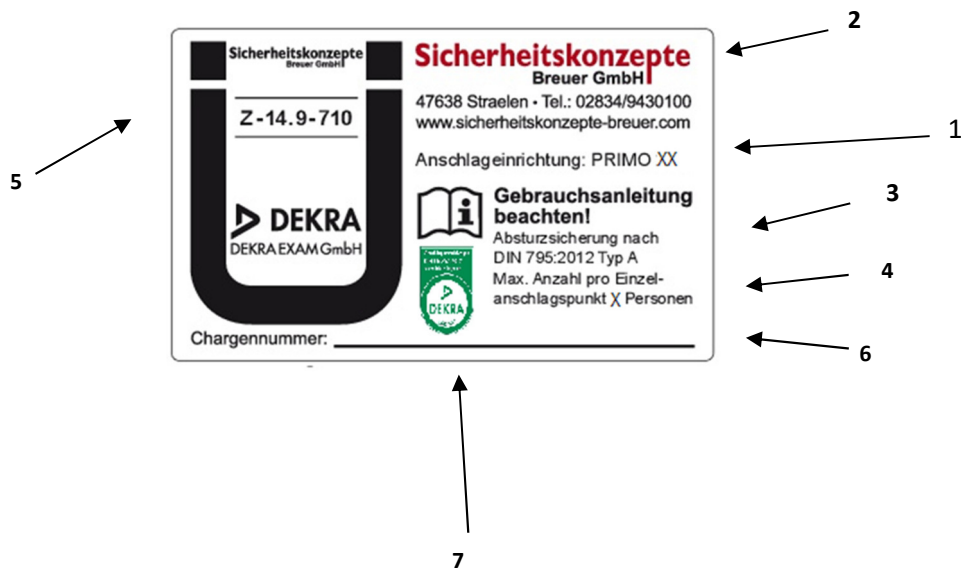 2
Sicherheitskonzepte
Breuer GmbH
Sicherheitskonzepte
Breuer GmbH
47638 Straelen • Tel.: 02834/9430100
www.sicherheitskonzepte-breuer.com
Z-14.9-710
1
Anschlageinrichtung: PRIMO XX
5
Gebrauchsanleitung
beachten!
3
DEKRA
DEKRA EXAM GmbH
Absturzsicherung nach
DIN 795:2012 Typ A
Max. Anzahl pro Einzel-
anschlagspunkt X Personen
4
DEKRA
Chargennummer:
6
7